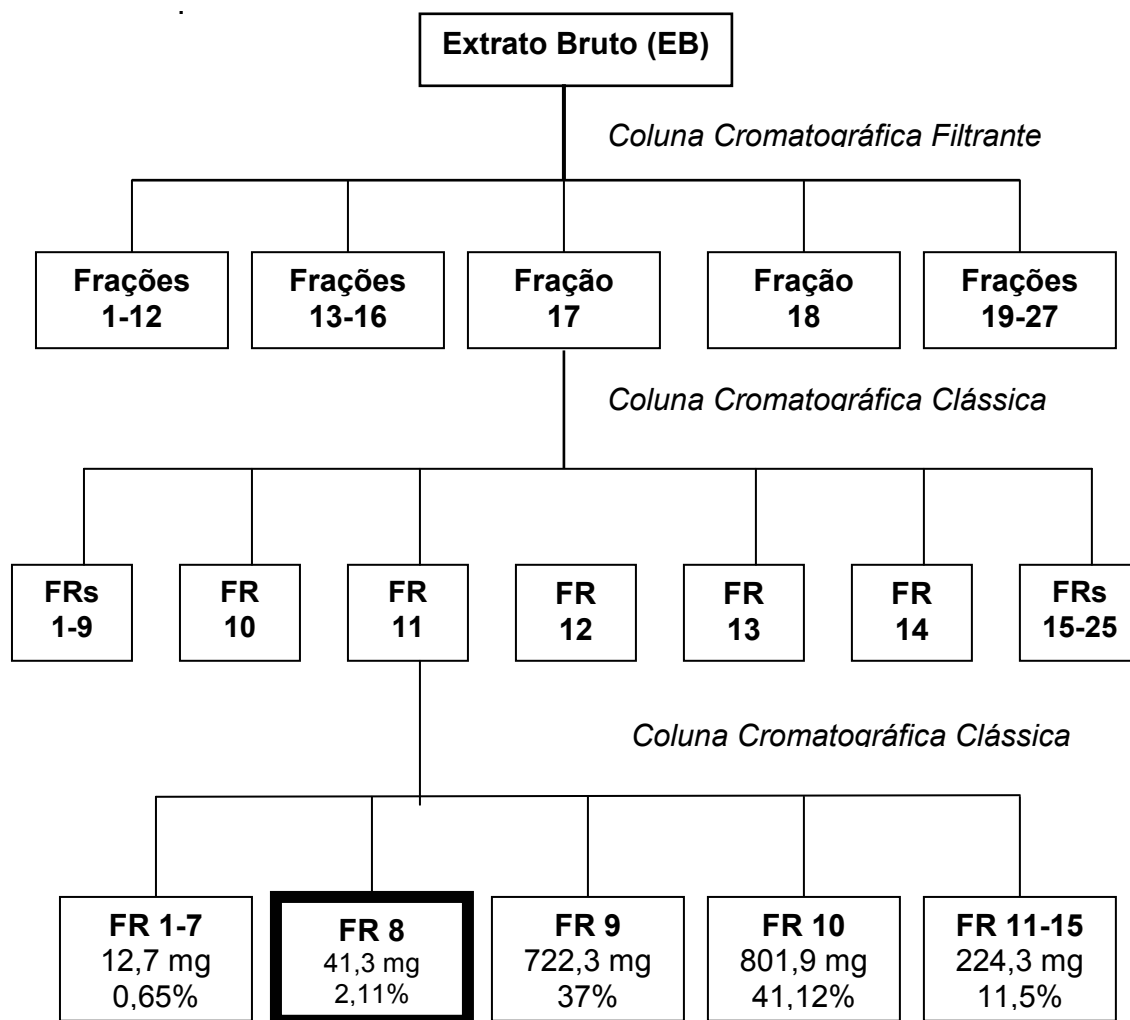 Extrato Bruto (EB)
Coluna Cromatográfica Filtrante
Frações
1-12
Frações
13-16
Fração
17
Fração
18
Frações
19-27
Coluna Cromatográfica Clássica
FRs
1-9
FR
10
FR
11
FR
12
FR
13
FR
14
FRs
15-25
Coluna Cromatográfica Clássica
FR 1-7
12,7 mg
0,65%
FR 8
41,3 mg
2,11%
FR 9
722,3 mg
37%
FR 10
801,9 mg
41,12%
FR 11-15
224,3 mg
11,5%